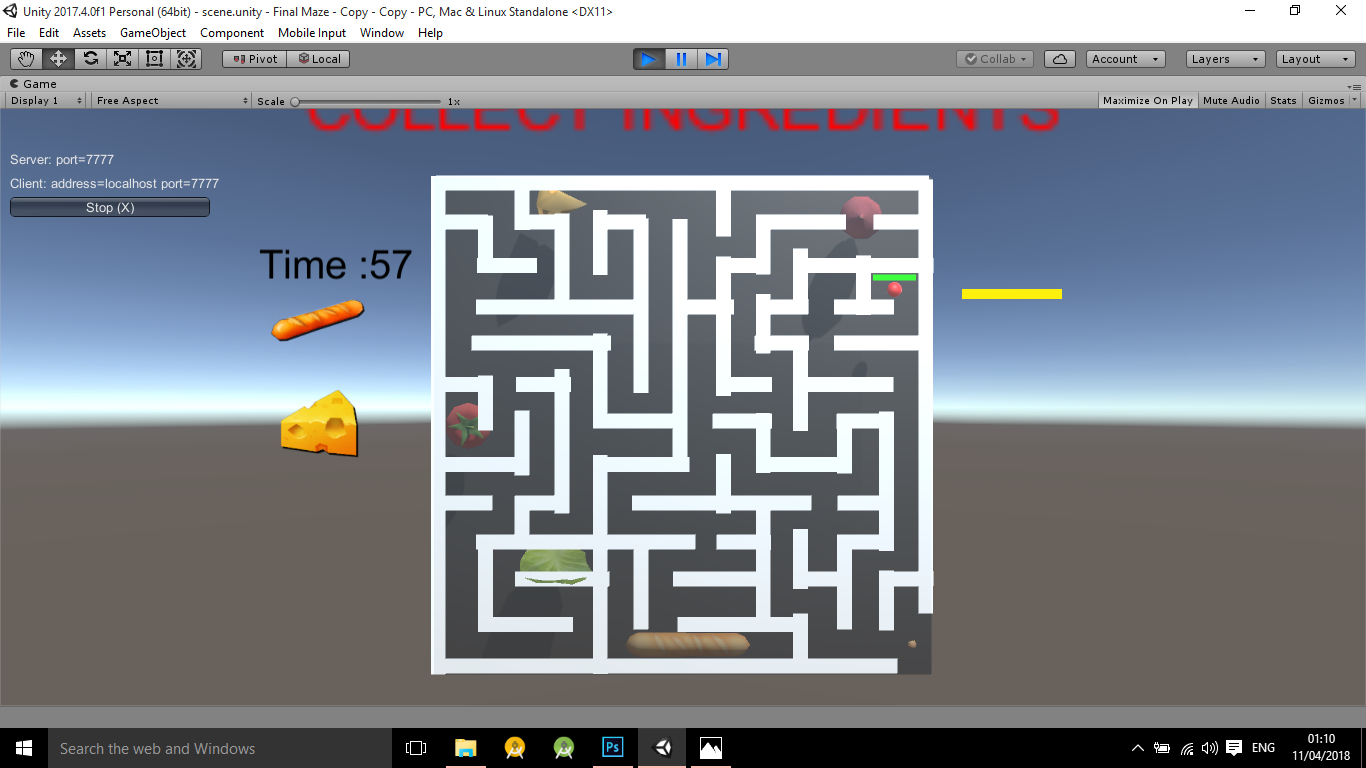 Unity 2017.4.0f1 Personal (64bit) - scene.unity - Final Maze - Copy - Copy - PC, Mac & Linux Standalone <DX11>
File Edit Assets GameObject Component Mobile Input Window Help
Pivot Local Collab Account Layers Layout
Game
Display 1 Free Aspect Scale 1x Maximize On Play Mute Audio Stats Gizmos
COLLECT INGREDIENTS
Server: port=7777
Client: address=localhost port=7777
Stop (X)
Time :57
Search the web and Windows
Ps
ENG
01:10
11/04/2018